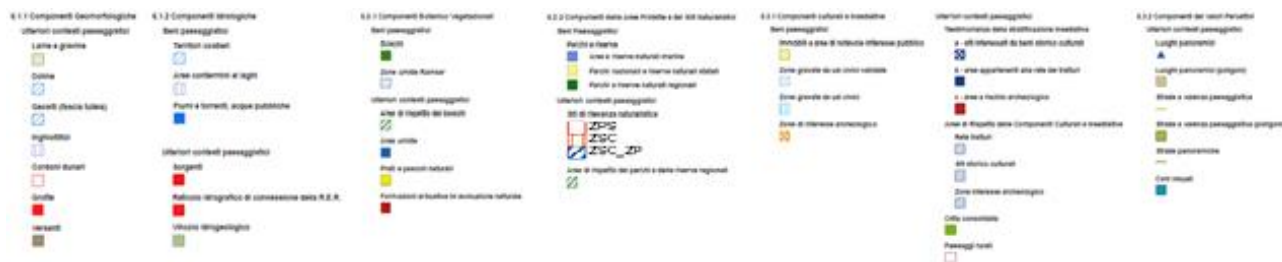 6.1.1 Componenti Geomorfologiche
Ulteriori contesti paesaggistici
Lame e gravine
Doline
Geositi (fascia tutela)
Inghiottitoi
Cordoni dunari
Grotte
Versanti
6.1.2 Componenti Idrologiche
Beni paesaggistici
Territori costieri
Aree contermini ai laghi
Fiumi e torrenti, acque pubbliche
Ulteriori contesti paesaggistici
Sorgenti
Reticolo idrografico di connessione della R.E.R.
Vincolo idrogeologico
6.2.1 Componenti Botanico Vegetazionali
Beni paesaggistici
Boschi
Zone umide Ramsar
Ulteriori contesti paesaggistici
Aree di rispetto dei boschi
Aree umide
Prati e pascoli naturali
Formazioni arbustive in evoluzione naturale
6.2.2 Componenti delle Aree Protette e dei Siti Naturalistici
Beni Paesaggistici
Parchi e riserve
Aree e riserve naturali marine
Parchi nazionali e riserve naturali statali
Parchi e riserve naturali regionali
Ulteriori contesti paesaggistici
Siti di rilevanza naturalistica
ZPS
ZSC
ZSC_ZP
Aree di rispetto dei parchi e delle riserve regionali
6.3.1 Componenti culturali e insediative
Beni paesaggistici
Immobili e aree di notevole interesse pubblico
Zone gravate da usi civici validate
Zone gravate da usi civici
Zone di interesse archeologico
Ulteriori contesti paesaggistici
Testimonianza della stratificazione insediativa
a - siti interessati da beni storico culturali
b - aree appartenenti alla rete dei tratturi
c - aree a rischio archeologico
Aree di Rispetto delle Componenti Culturali e Insediative
Rete tratturi
Siti storico culturali
Zone interesse archeologico
Città consolidata
Paesaggi rurali
6.3.2 Componenti dei Valori Percettivi
Ulteriori contesti paesaggistici
Luoghi panoramici
Luoghi panoramici (poligoni)
Strade a valenza paesaggistica
Strade a valenza paesaggistica (poligoni)
Strade panoramiche
Coni visuali